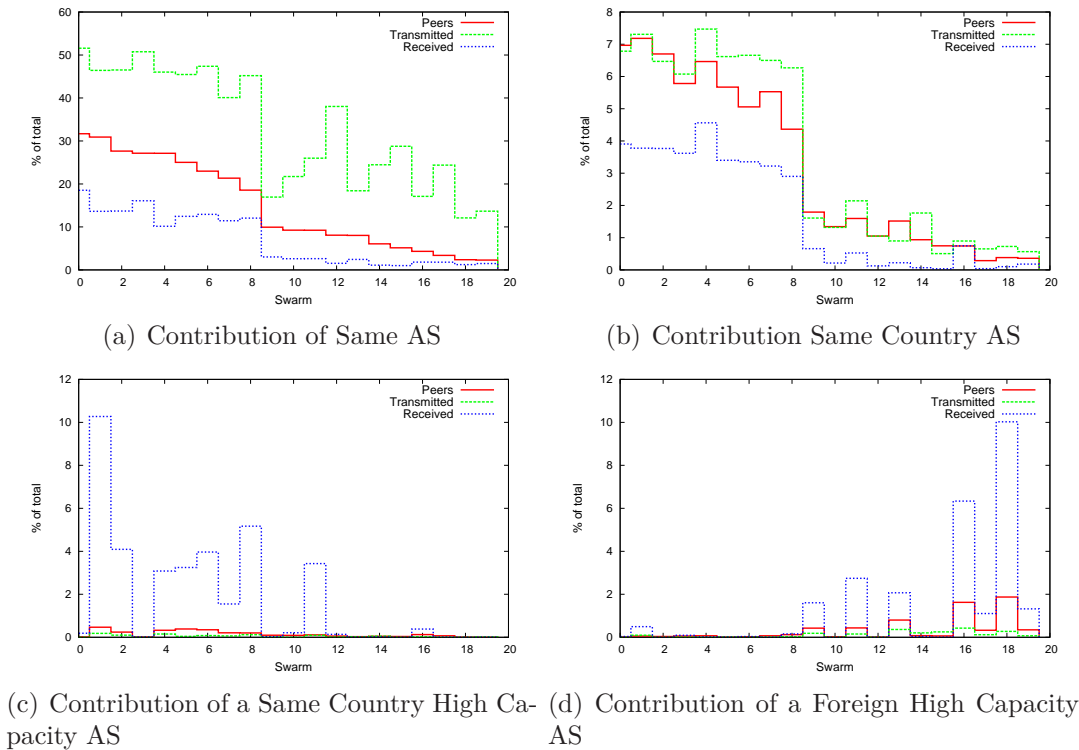 Peers
Transmitted
Received
60
50
40
30
20
10
0
% of total
0 2 4 6 8 10 12 14 16 18 20
Swarm
(a) Contribution of Same AS
Peers
Transmitted
Received
8
7
6
5
4
3
2
1
0
% of total
0 2 4 6 8 10 12 14 16 18 20
Swarm
(b) Contribution Same Country AS
Peers
Transmitted
Received
12
10
8
6
4
2
0
% of total
0 2 4 6 8 10 12 14 16 18 20
Swarm
(c) Contribution of a Same Country High Ca-
pacity AS
Peers
Transmitted
Received
12
10
8
6
4
2
0
% of total
0 2 4 6 8 10 12 14 16 18 20
Swarm
(d) Contribution of a Foreign High Capacity
AS